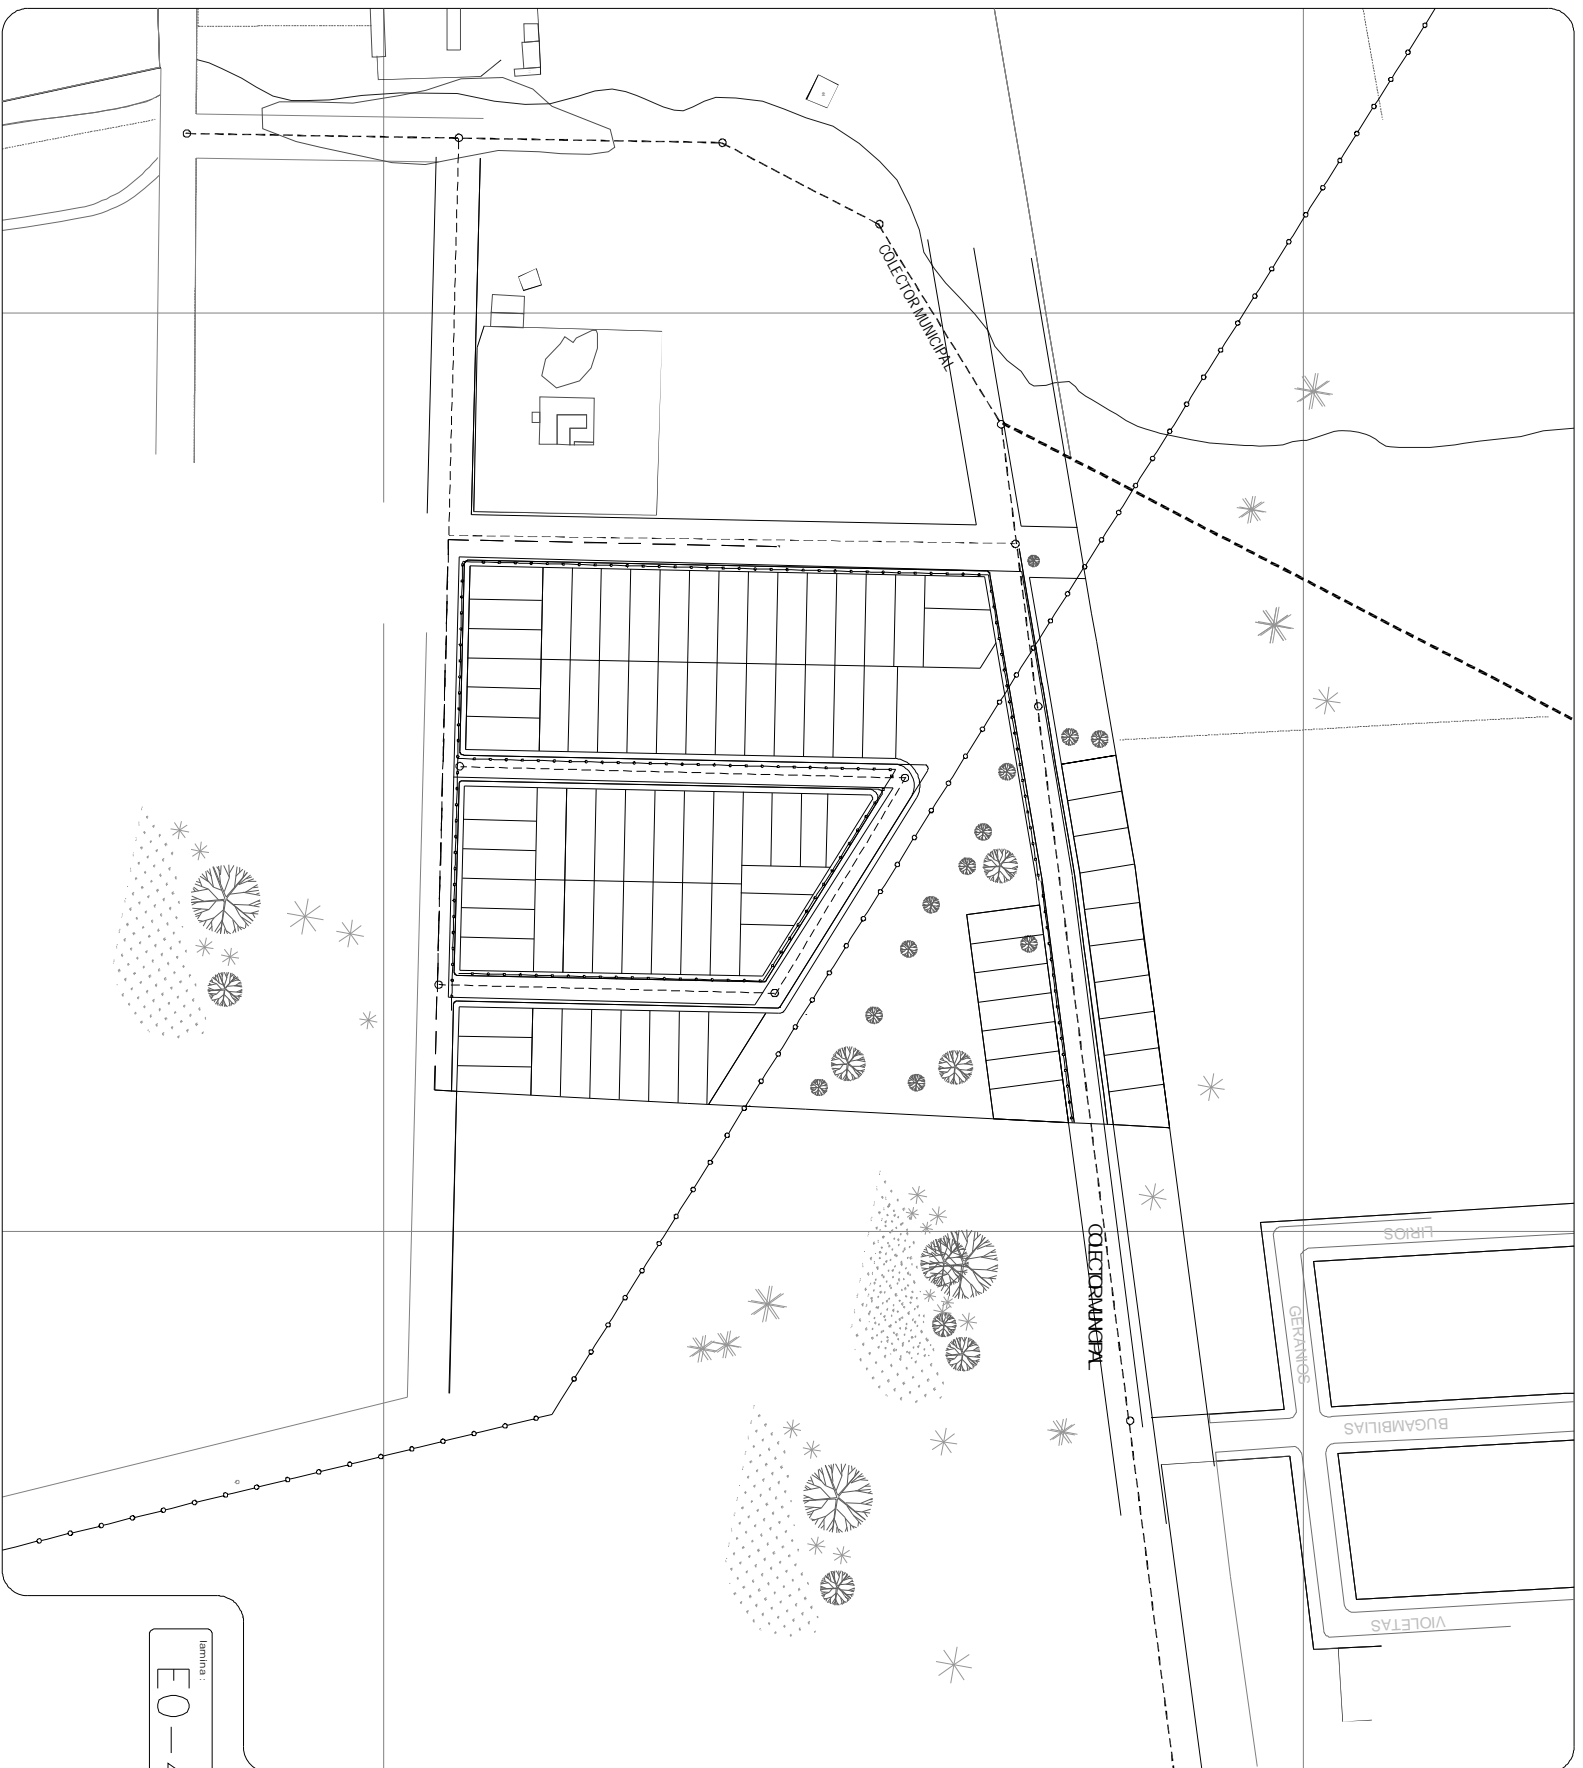 COLECTOR MUNICIPAL
COLECTOR MUNICIPAL
LIRIOS
GERANIOS
BUGAMBILIAS
VIOLETAS
lamina :
EO-